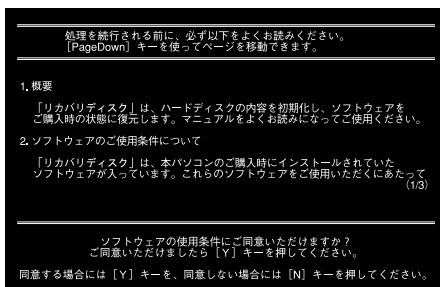 処理を続行される前に、必ず以下をよくお読みください。
[PageDown] キーを使ってページを移動できます。
1. 概要
「リカバリディスク」は、ハードディスクの内容を初期化し、ソフトウェアを
ご購入時の状態に復元します。マニュアルをよくお読みになってご使用ください。
2. ソフトウェアのご使用条件について
「リカバリディスク」は、本パソコンのご購入時にインストールされていた
ソフトウェアが入っています。これらのソフトウェアをご使用いただくにあたって
(1/3)
ソフトウェアの使用条件にご同意いただけますか？
ご同意いただけましたら [Y] キーを押してください。
同意する場合には [Y] キーを、同意しない場合には [N] キーを押してください。